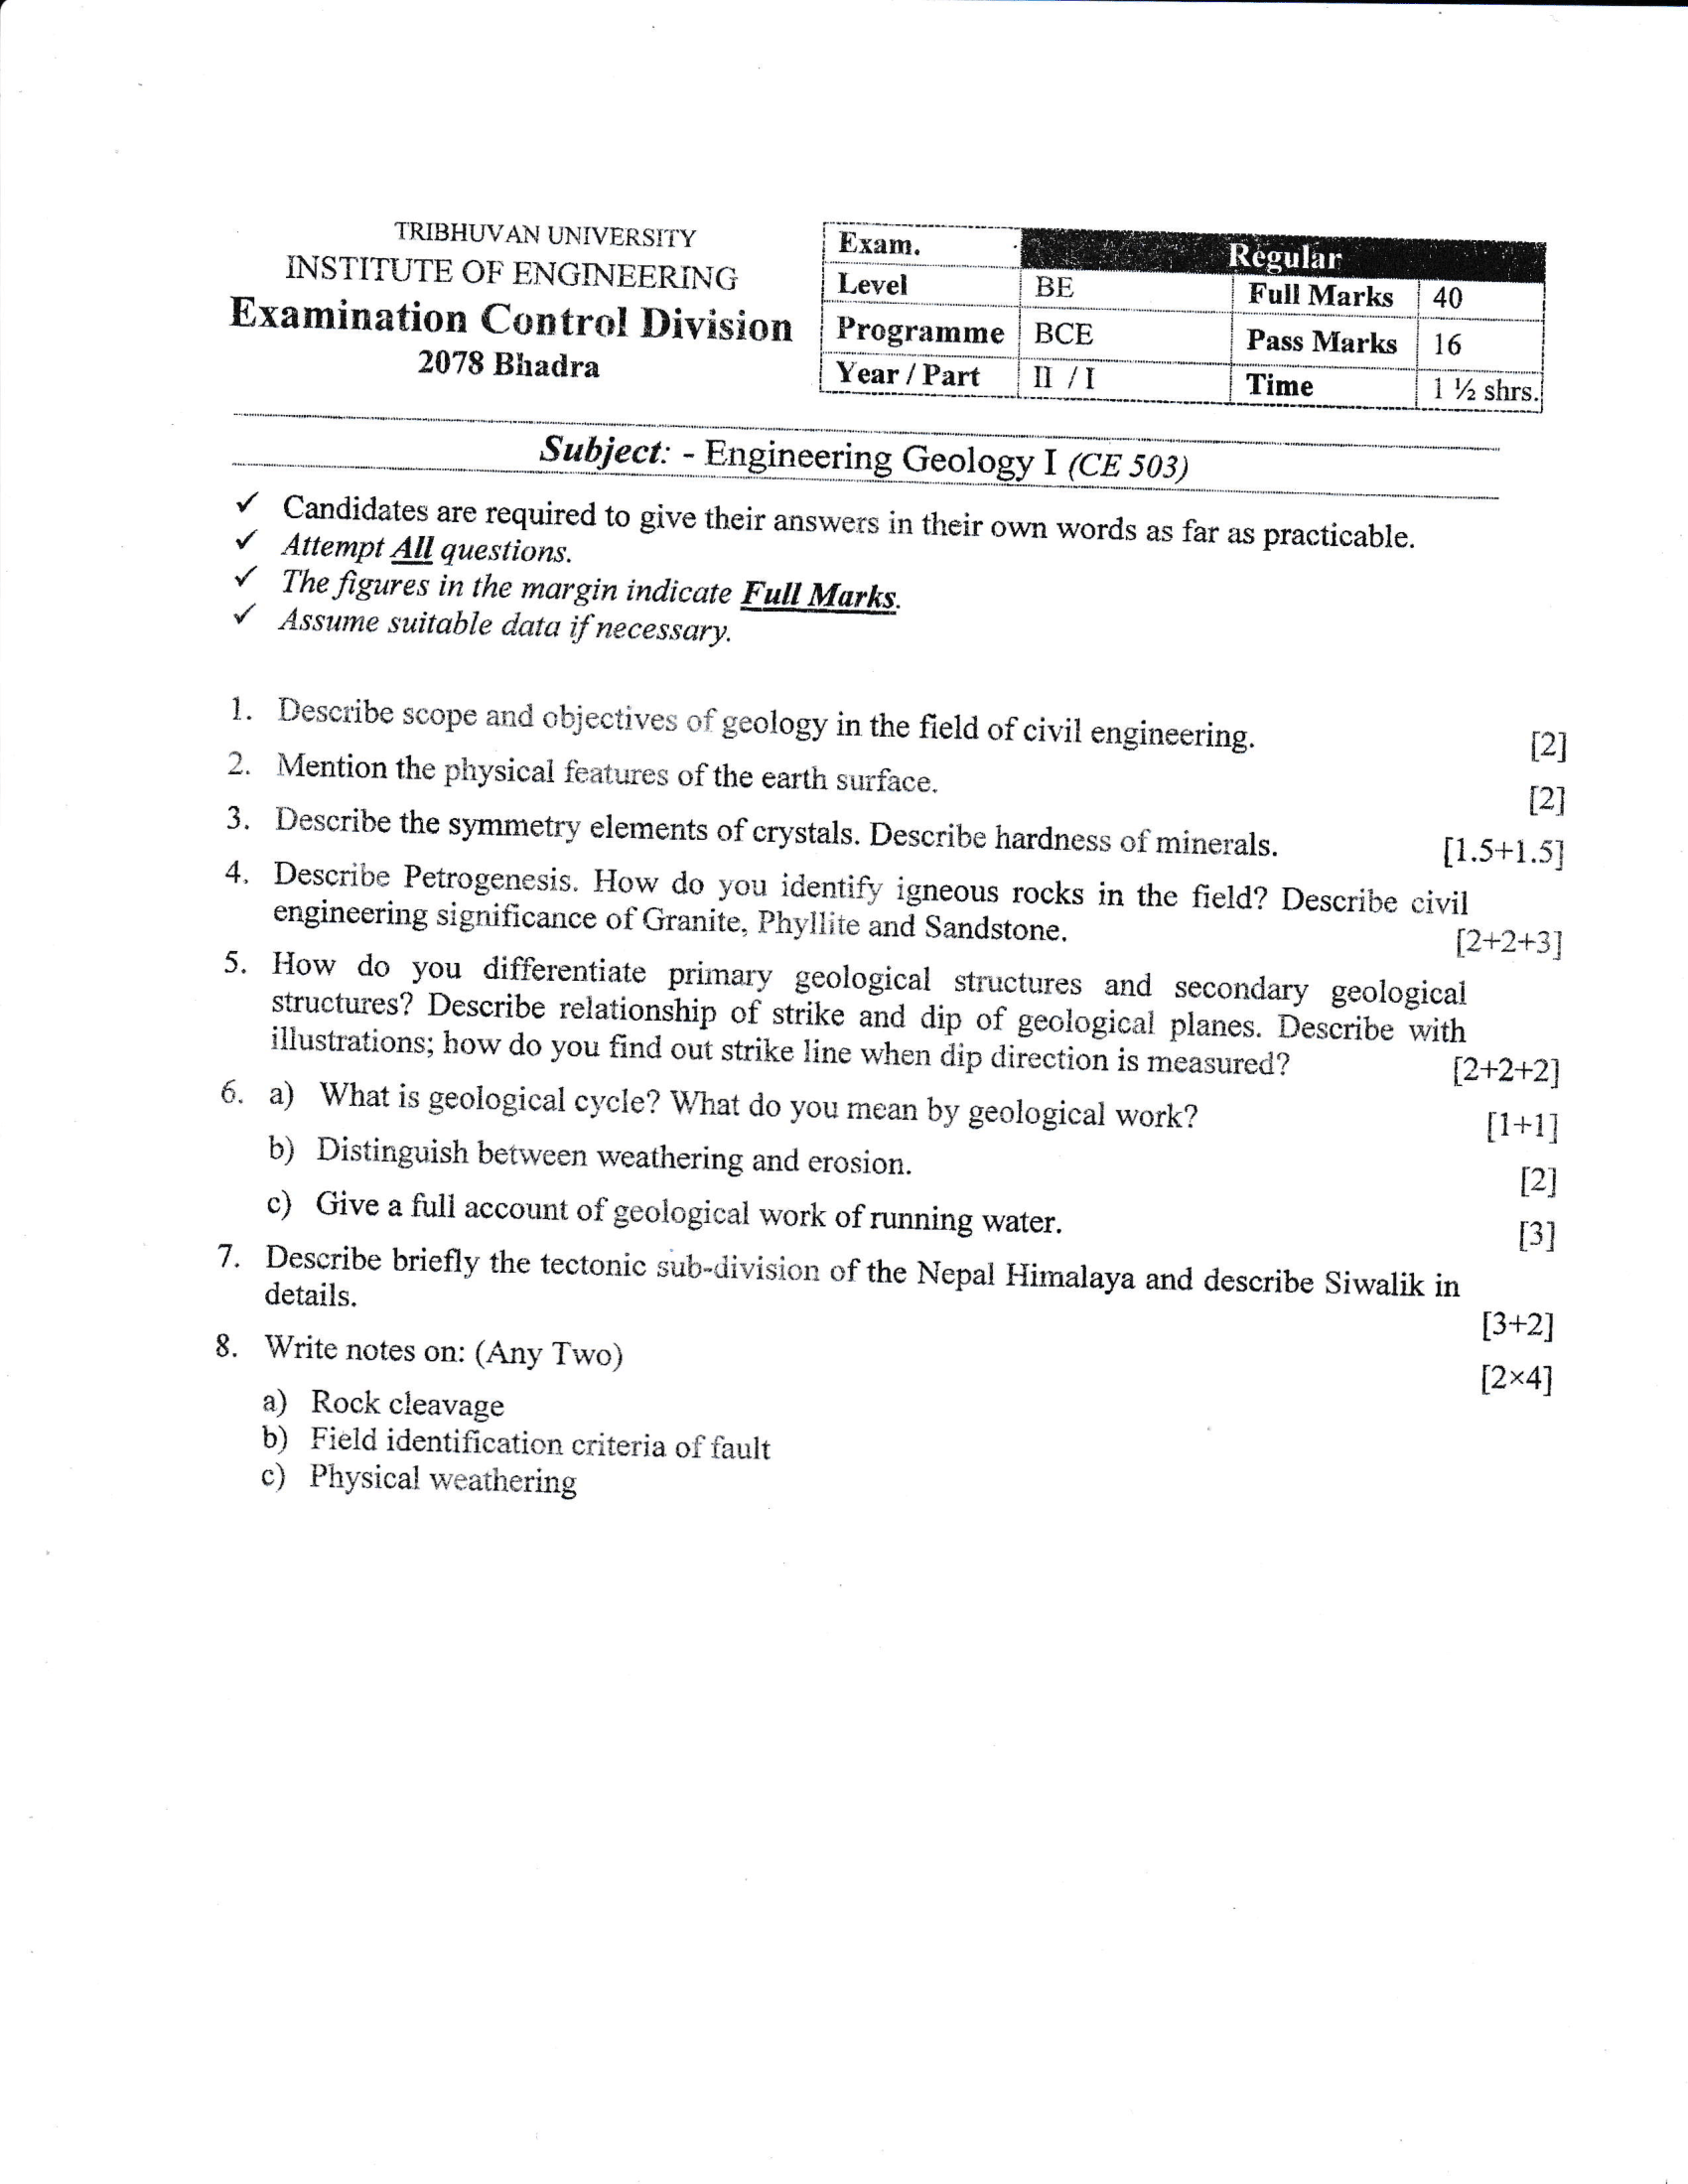 TRIBHUVAN UNIVERSITY
INSTITUTE OF ENGINEERING
Examination Control Division
2078 Bhadra
Exam. Regular
Level BE Full Marks 40
Programme BCE Pass Marks 16
Year / Part II / I Time 1 ½ shrs.
Subject: - Engineering Geology I (CE 503)
✓ Candidates are required to give their answers in their own words as far as practicable.
✓ Attempt All questions.
✓ The figures in the margin indicate Full Marks.
✓ Assume suitable data if necessary.
1. Describe scope and objectives of geology in the field of civil engineering. [2]
2. Mention the physical features of the earth surface. [2]
3. Describe the symmetry elements of crystals. Describe hardness of minerals. [1.5+1.5]
4. Describe Petrogenesis. How do you identify igneous rocks in the field? Describe civil
engineering significance of Granite, Phyllite and Sandstone. [2+2+3]
5. How do you differentiate primary geological structures and secondary geological
structures? Describe relationship of strike and dip of geological planes. Describe with
illustrations; how do you find out strike line when dip direction is measured? [2+2+2]
6. a) What is geological cycle? What do you mean by geological work? [1+1]
b) Distinguish between weathering and erosion. [2]
c) Give a full account of geological work of running water. [3]
7. Describe briefly the tectonic sub-division of the Nepal Himalaya and describe Siwalik in
details. [3+2]
8. Write notes on: (Any Two) [2×4]
a) Rock cleavage
b) Field identification criteria of fault
c) Physical weathering